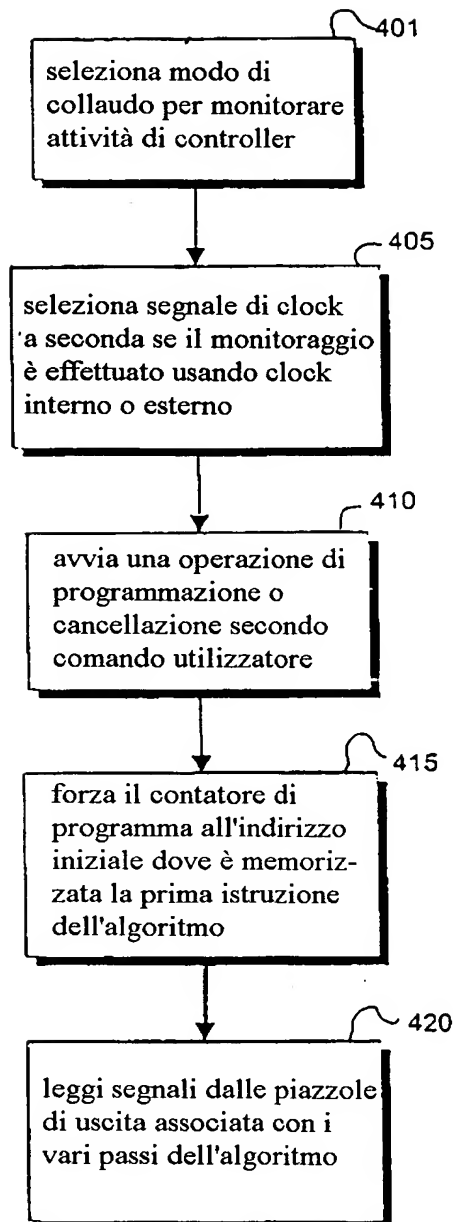 401
seleziona modo di
collaudo per monitorare
attività di controller
405
seleziona segnale di clock
a seconda se il monitoraggio
è effettuato usando clock
interno o esterno
410
avvia una operazione di
programmazione o
cancellazione secondo
comando utilizzatore
415
forza il contatore di
programma all'indirizzo
iniziale dove è memoriz-
zata la prima istruzione
dell'algoritmo
420
leggi segnali dalle piazzole
di uscita associata con i
vari passi dell'algoritmo